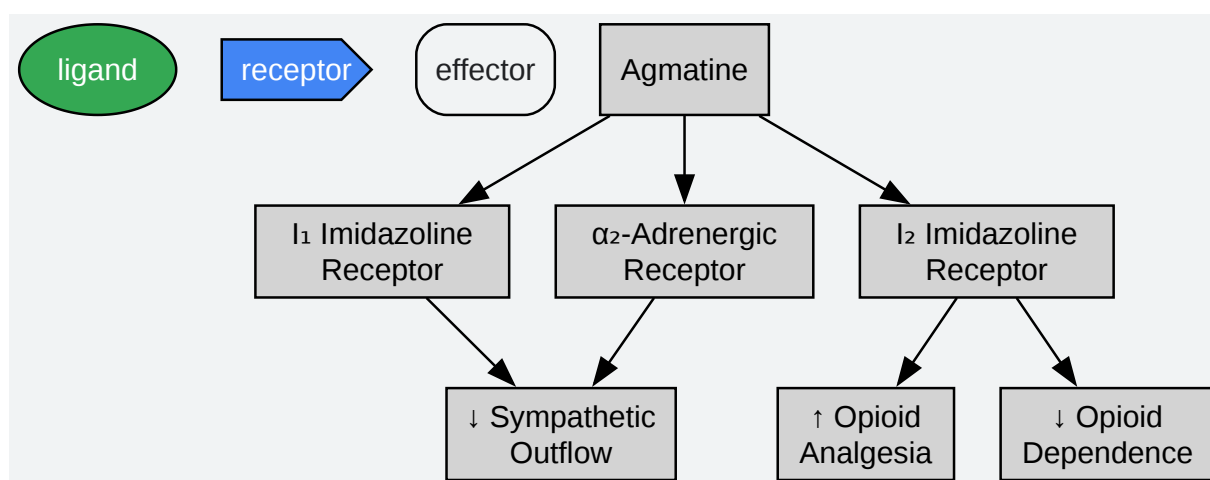 ligand
receptor
effector
Agmatine
I₁ Imidazoline
Receptor
α₂-Adrenergic
Receptor
I₂ Imidazoline
Receptor
↓ Sympathetic
Outflow
↑ Opioid
Analgesia
↓ Opioid
Dependence